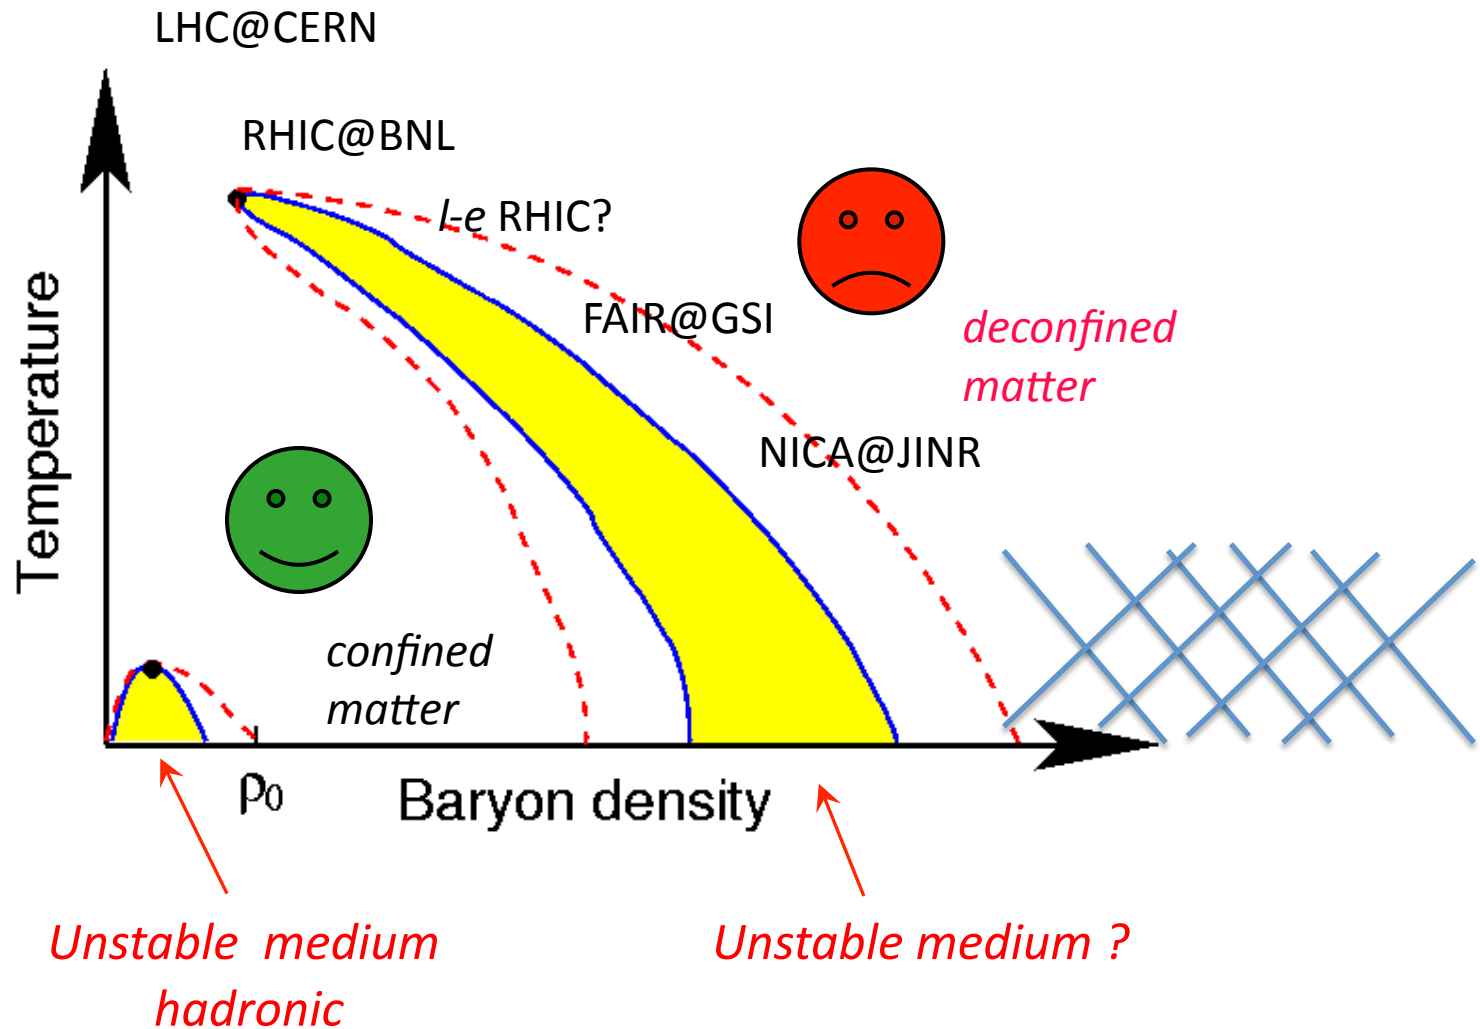 LHC@CERN
RHIC@BNL
l-e RHIC?
FAIR@GSI
deconfined
matter
NICA@JINR
Temperature
confined
matter
ρ0
Baryon density
Unstable medium
hadronic
Unstable medium ?